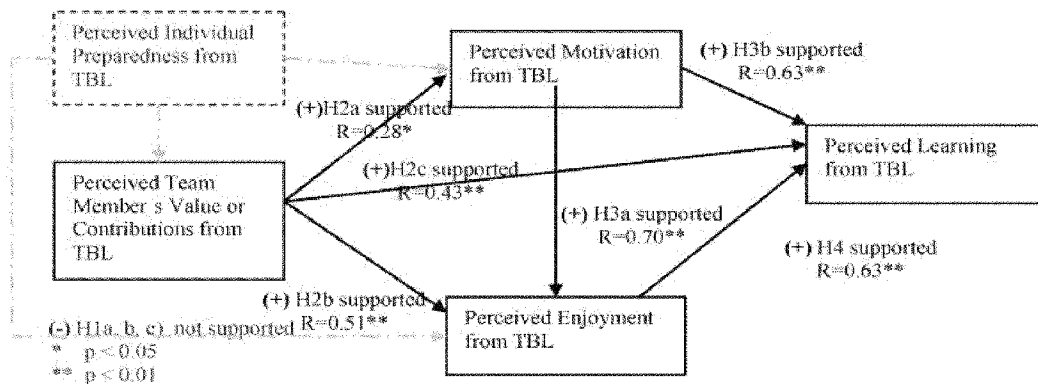 Perceived Individual
Preparedness from
TBL
Perceived Motivation
from TBL
(+) H3b supported
R=0.63**
(+)H2a supported
R=0.28*
Perceived Learning
from TBL
(+)H2c supported
R=0.43**
Perceived Team
Member s Value or
Contributions from
TBL
(+) H3a supported
R=0.70**
(+) H4 supported
R=0.63**
(+) H2b supported
R=0.51**
Perceived Enjoyment
from TBL
(-) H1a, b, c) not supported
* p < 0.05
** p < 0.01